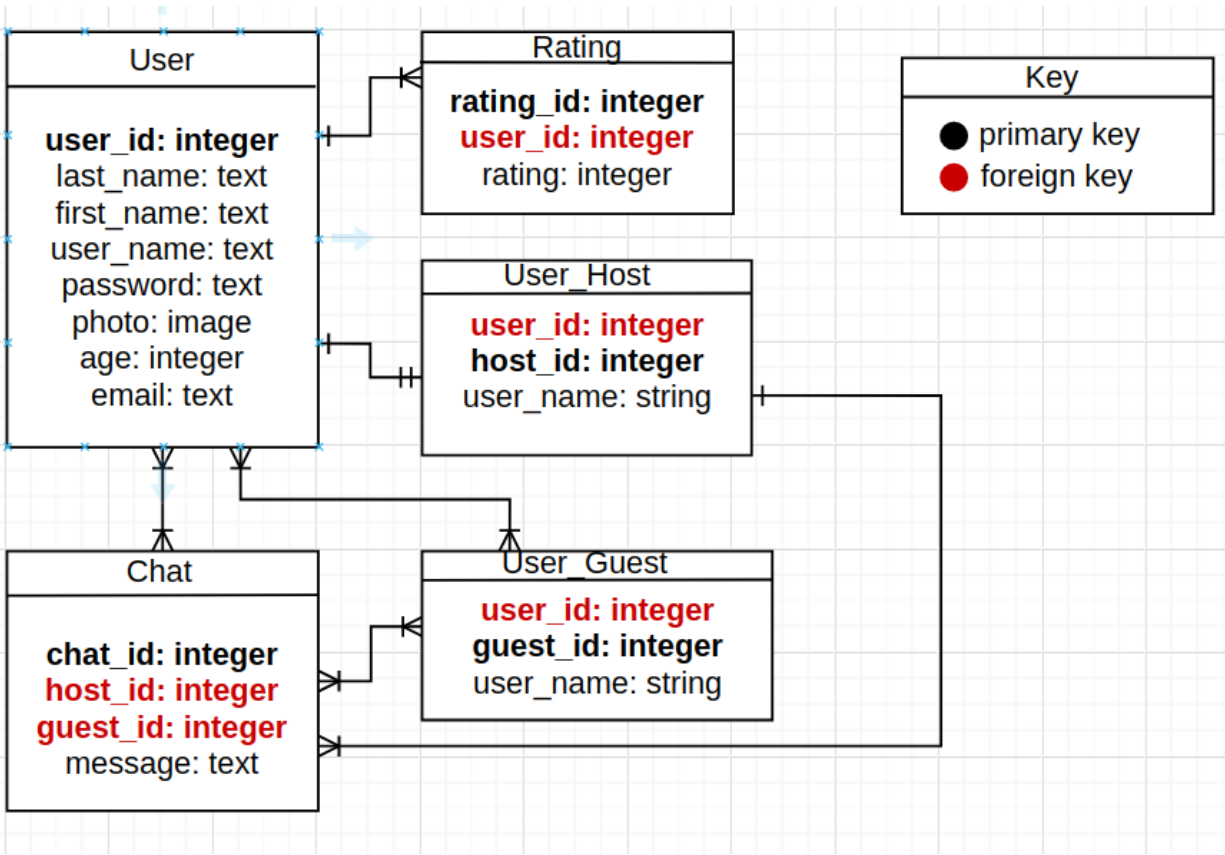 User
user_id: integer
last_name: text
first_name: text
user_name: text
password: text
photo: image
age: integer
email: text
Rating
rating_id: integer
user_id: integer
rating: integer
Key
primary key
foreign key
User_Host
user_id: integer
host_id: integer
user_name: string
Chat
chat_id: integer
host_id: integer
guest_id: integer
message: text
User_Guest
user_id: integer
guest_id: integer
user_name: string